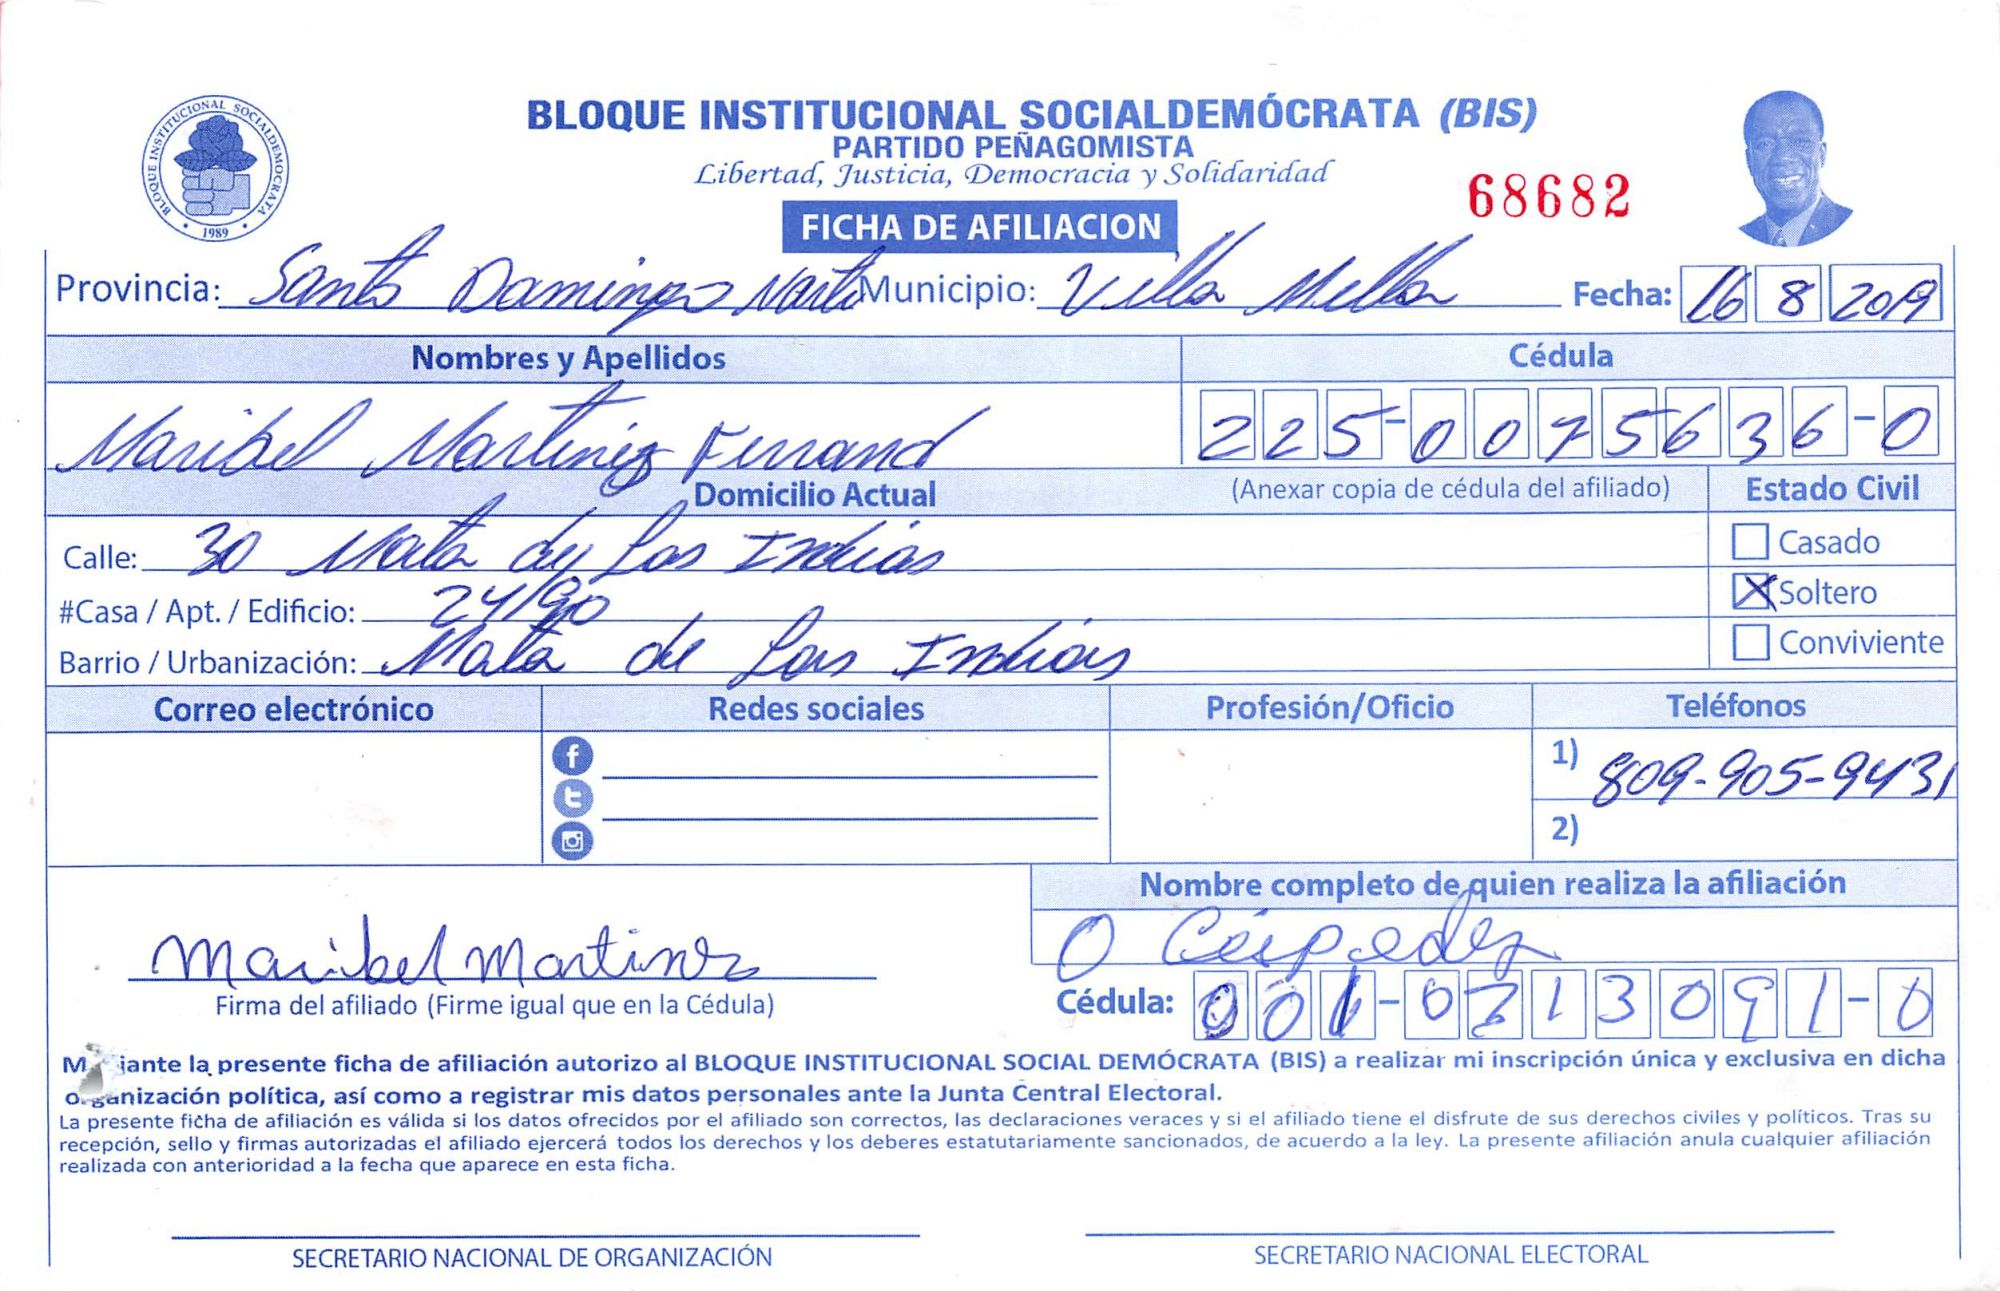 BLOQUE INSTITUCIONAL SOCIALDEMÓCRATA (BIS)
PARTIDO PEÑAGOMISTA
Libertad, Justicia, Democracia y Solidaridad
BLOQUE INSTITUCIONAL SOCIALDEMOCRATA
1989
68682
FICHA DE AFILIACION
Provincia: Santo Domingo Norte Municipio: Villa Mella Fecha: 16 8 2019
Nombres y Apellidos Cédula
Maribel Martinez Ferrand 225-0075636-0
Domicilio Actual (Anexar copia de cédula del afiliado) Estado Civil
Calle: 30 Mata de Las Indias
Casado
#Casa / Apt. / Edificio: 24/90
Soltero
Barrio / Urbanización: Mata de Las Indias
Conviviente
Correo electrónico Redes sociales Profesión/Oficio Teléfonos
1) 809-905-9431
2)
Nombre completo de quien realiza la afiliación
O Céspedes
Maribel Martinez
Firma del afiliado (Firme igual que en la Cédula)
Cédula: 001-0213091-0
M iante la presente ficha de afiliación autorizo al BLOQUE INSTITUCIONAL SOCIAL DEMÓCRATA (BIS) a realizar mi inscripción única y exclusiva en dicha
organización política, así como a registrar mis datos personales ante la Junta Central Electoral.
La presente ficha de afiliación es válida si los datos ofrecidos por el afiliado son correctos, las declaraciones veraces y si el afiliado tiene el disfrute de sus derechos civiles y políticos. Tras su
recepción, sello y firmas autorizadas el afiliado ejercerá todos los derechos y los deberes estatutariamente sancionados, de acuerdo a la ley. La presente afiliación anula cualquier afiliación
realizada con anterioridad a la fecha que aparece en esta ficha.
SECRETARIO NACIONAL DE ORGANIZACIÓN SECRETARIO NACIONAL ELECTORAL